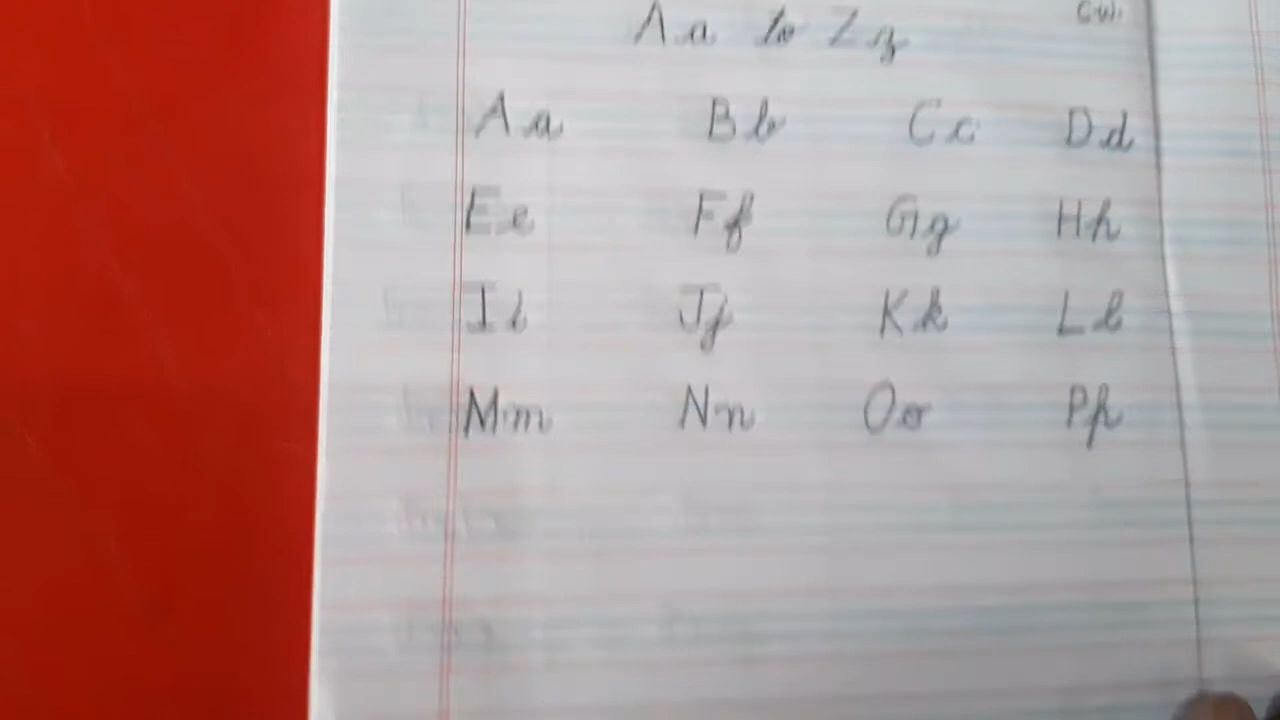 C.W.
Aa to Zz
Aa Bb Cc Dd
Ee Ff Gg Hh
Ii Jj Kk Ll
Mm Nn Oo Pp